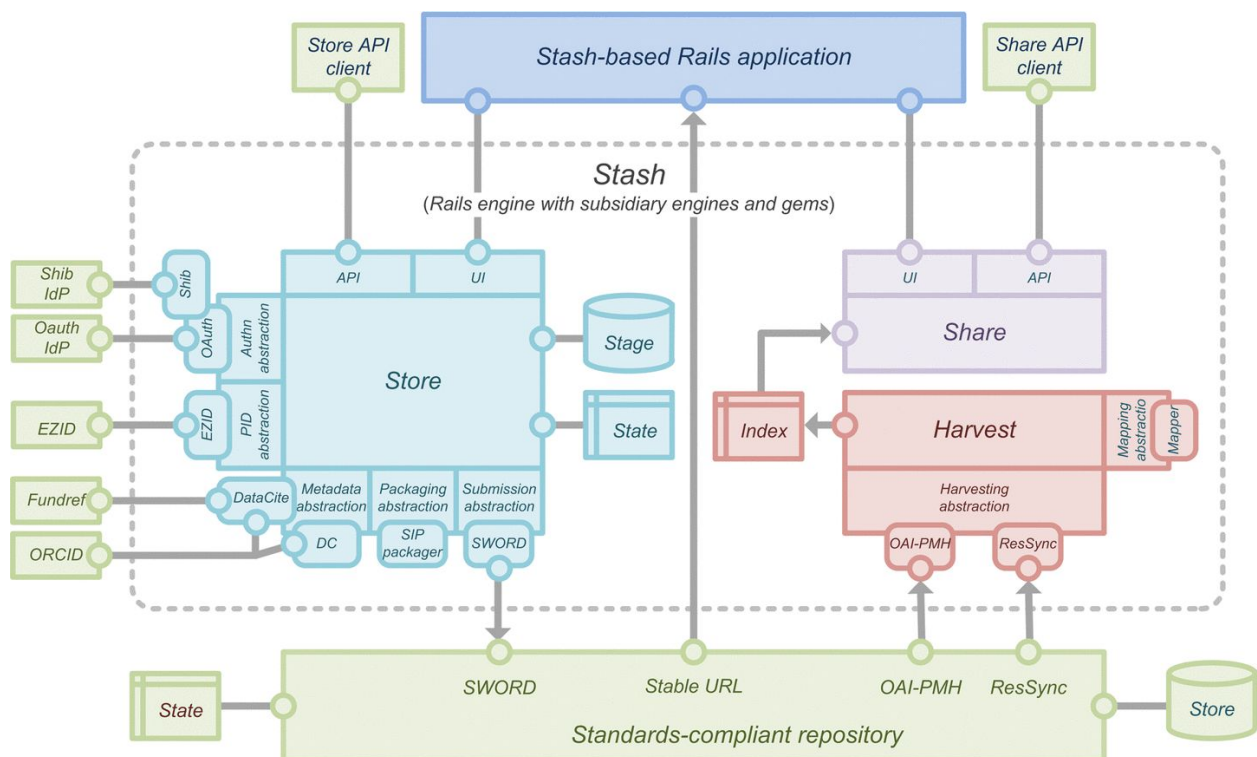 Store API
client
Stash-based Rails application
Share API
client
Stash
(Rails engine with subsidiary engines and gems)
Shib
IdP
Shib
API
UI
UI
API
Oauth
IdP
OAuth
Authn
abstraction
Stage
Share
Store
EZID
EZID
PID
abstraction
State
Index
Harvest
Mapping
abstractio
Mapper
Fundref
DataCite
Metadata
abstraction
Packaging
abstraction
Submission
abstraction
Harvesting
abstraction
ORCID
DC
SIP
packager
SWORD
OAI-PMH
ResSync
SWORD
Stable URL
OAI-PMH
ResSync
State
Store
Standards-compliant repository